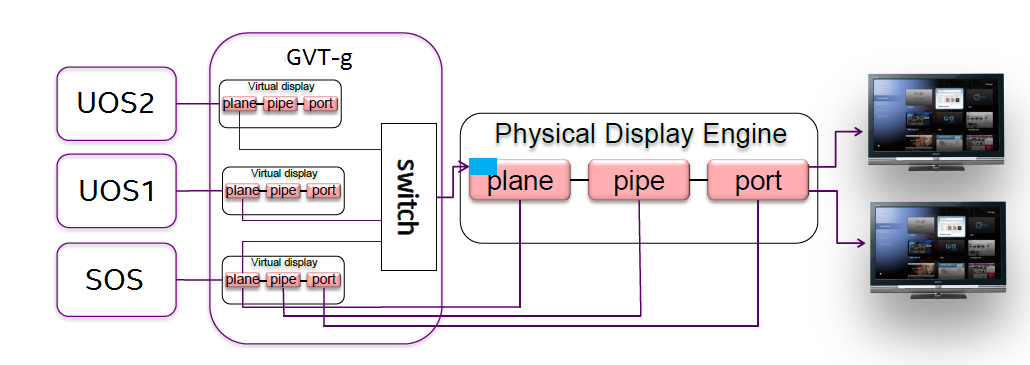 GVT-g
UOS2
Virtual display
plane pipe port
UOS1
Virtual display
plane pipe port
SOS
Virtual display
plane pipe port
switch
Physical Display Engine
plane pipe port